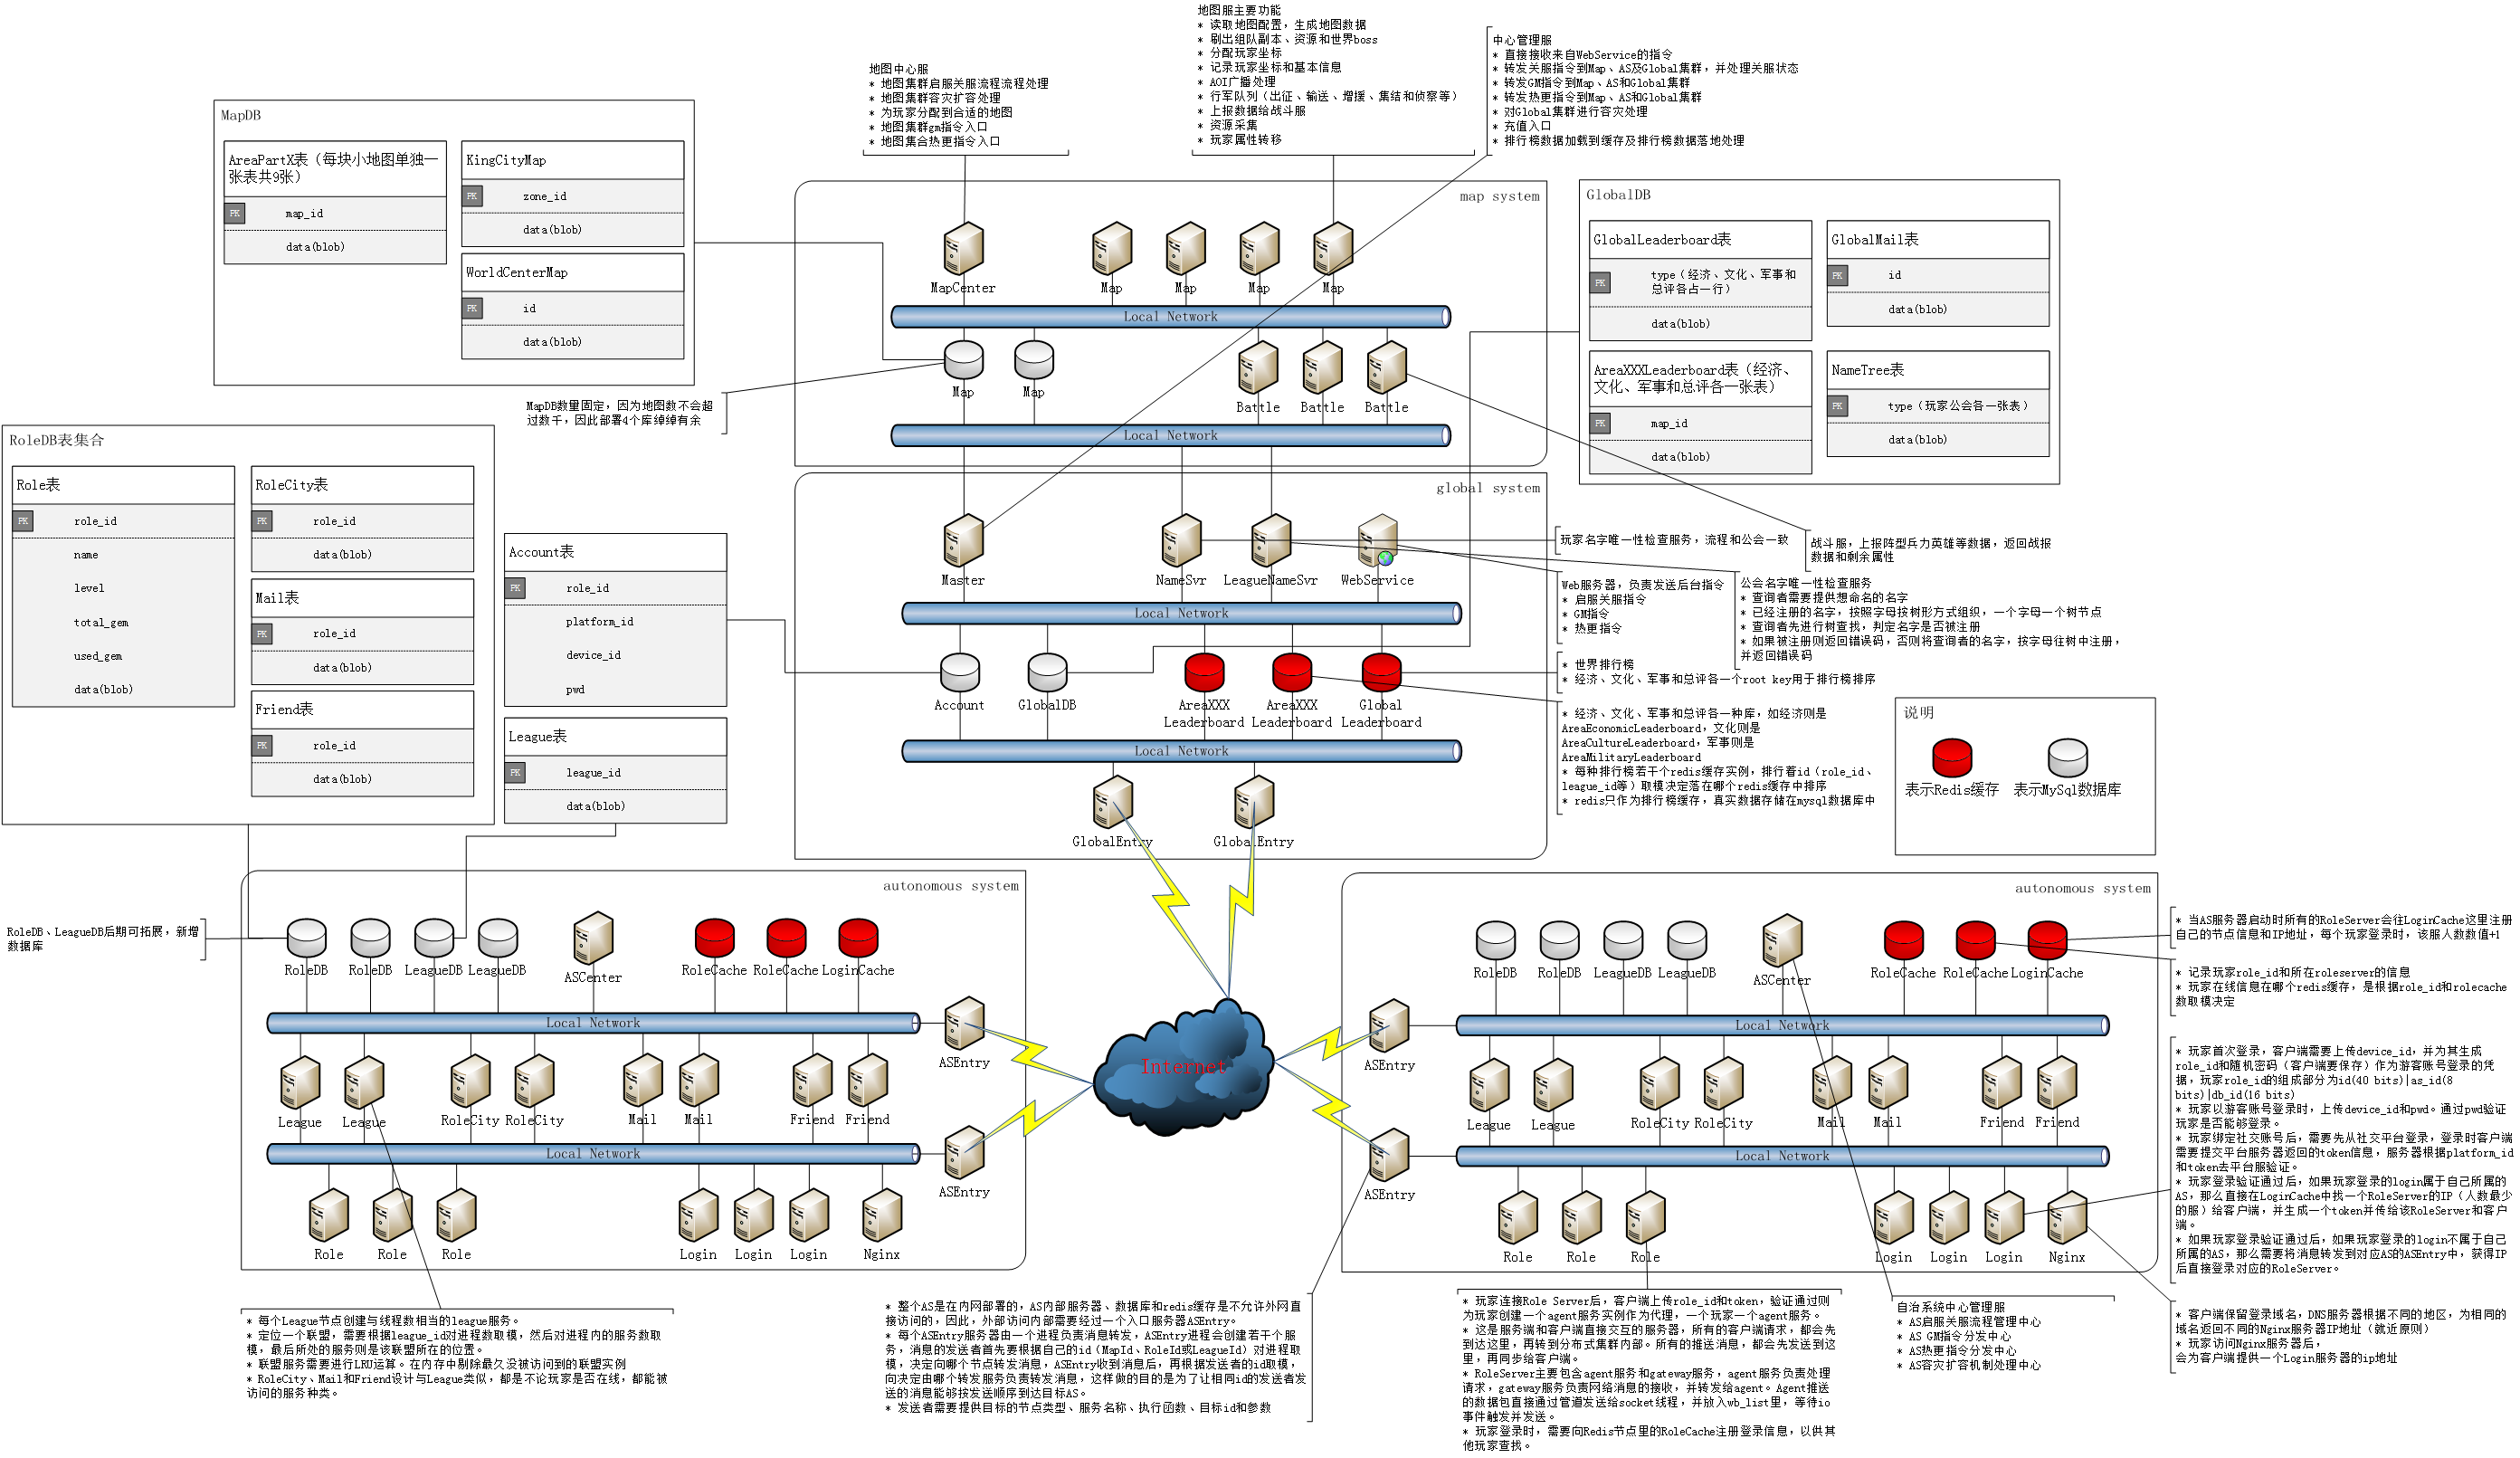 地图服主要功能
* 读取地图配置，生成地图数据
* 刷出组队副本、资源和世界boss
* 分配玩家坐标
* 记录玩家坐标和基本信息
* AOI广播处理
* 行军队列（出征、输送、增援、集结和侦察等）
* 上报数据给战斗服
* 资源采集
* 玩家属性转移
中心管理服
* 直接接收来自WebService的指令
* 转发关服指令到Map、AS及Global集群，并处理关服状态
* 转发GM指令到Map、AS和Global集群
* 转发热更指令到Map、AS和Global集群
* 对Global集群进行容灾处理
* 充值入口
* 排行榜数据加载到缓存及排行榜数据落地处理
地图中心服
* 地图集群启服关服流程流程处理
* 地图集群容灾扩容处理
* 为玩家分配到合适的地图
* 地图集群gm指令入口
* 地图集合热更指令入口
MapDB
AreaPartX表（每块小地图单独一
张表共9张）
PK
map_id
data(blob)
KingCityMap
PK
zone_id
data(blob)
WorldCenterMap
PK
id
data(blob)
map system
MapCenter
Map
Map
Map
Map
Local Network
Map
Map
Battle
Battle
Battle
Local Network
MapDB数量固定，因为地图数不会超
过数千，因此部署4个库绰绰有余
GlobalDB
GlobalLeaderboard表
PK
type（经济、文化、军事和
总评各占一行）
data(blob)
GlobalMail表
PK
id
data(blob)
AreaXXXLeaderboard表（经济、
文化、军事和总评各一张表）
PK
map_id
data(blob)
NameTree表
PK
type（玩家公会各一张表）
data(blob)
RoleDB表集合
Role表
PK
role_id
name
level
total_gem
used_gem
data(blob)
RoleCity表
PK
role_id
data(blob)
Mail表
PK
role_id
data(blob)
Friend表
PK
role_id
data(blob)
Account表
PK
role_id
platform_id
device_id
pwd
League表
PK
league_id
data(blob)
global system
Master
NameSvr
LeagueNameSvr
WebService
Local Network
Account
GlobalDB
AreaXXX
Leaderboard
AreaXXX
Leaderboard
Global
Leaderboard
Local Network
GlobalEntry
GlobalEntry
玩家名字唯一性检查服务，流程和公会一致
战斗服，上报阵型兵力英雄等数据，返回战报
数据和剩余属性
Web服务器，负责发送后台指令
* 启服关服指令
* GM指令
* 热更指令
公会名字唯一性检查服务
* 查询者需要提供想命名的名字
* 已经注册的名字，按照字母按树形方式组织，一个字母一个树节点
* 查询者先进行树查找，判定名字是否被注册
* 如果被注册则返回错误码，否则将查询者的名字，按字母往树中注册，
并返回错误码
* 世界排行榜
* 经济、文化、军事和总评各一个root key用于排行榜排序
* 经济、文化、军事和总评各一种库，如经济则是
AreaEconomicLeaderboard，文化则是
AreaCultureLeaderboard，军事则是
AreaMilitaryLeaderboard
* 每种排行榜若干个redis缓存实例，排行着id（role_id、
league_id等）取模决定落在哪个redis缓存中排序
* redis只作为排行榜缓存，真实数据存储在mysql数据库中
说明
表示Redis缓存
表示MySql数据库
RoleDB、LeagueDB后期可拓展，新增
数据库
autonomous system
RoleDB
RoleDB
LeagueDB
LeagueDB
ASCenter
RoleCache
RoleCache
LoginCache
Local Network
ASEntry
League
League
RoleCity
RoleCity
Mail
Mail
Friend
Friend
Local Network
ASEntry
Role
Role
Role
Login
Login
Login
Nginx
Internet
autonomous system
RoleDB
RoleDB
LeagueDB
LeagueDB
ASCenter
RoleCache
RoleCache
LoginCache
Local Network
ASEntry
League
League
RoleCity
RoleCity
Mail
Mail
Friend
Friend
Local Network
ASEntry
Role
Role
Role
Login
Login
Login
Nginx
* 当AS服务器启动时所有的RoleServer会往LoginCache这里注册
自己的节点信息和IP地址，每个玩家登录时，该服人数数值+1
* 记录玩家role_id和所在roleserver的信息
* 玩家在线信息在哪个redis缓存，是根据role_id和rolecache
数取模决定
* 玩家首次登录，客户端需要上传device_id，并为其生成
role_id和随机密码（客户端要保存）作为游客账号登录的凭
据，玩家role_id的组成部分为id(40 bits)|as_id(8
bits)|db_id(16 bits)
* 玩家以游客账号登录时，上传device_id和pwd。通过pwd验证
玩家是否能够登录。
* 玩家绑定社交账号后，需要先从社交平台登录，登录时客户端
需要提交平台服务器返回的token信息，服务器根据platform_id
和token去平台服验证。
* 玩家登录验证通过后，如果玩家登录的login属于自己所属的
AS，那么直接在LoginCache中找一个RoleServer的IP（人数最少
的服）给客户端，并生成一个token并传给该RoleServer和客户
端。
* 如果玩家登录验证通过后，如果玩家登录的login不属于自己
所属的AS，那么需要将消息转发到对应AS的ASEntry中，获得IP
后直接登录对应的RoleServer。
* 每个League节点创建与线程数相当的league服务。
* 定位一个联盟，需要根据league_id对进程数取模，然后对进程内的服务数取
模，最后所处的服务则是该联盟所在的位置。
* 联盟服务需要进行LRU运算。在内存中剔除最久没被访问到的联盟实例
* RoleCity、Mail和Friend设计与League类似，都是不论玩家是否在线，都能被
访问的服务种类。
* 整个AS是在内网部署的，AS内部服务器、数据库和redis缓存是不允许外网直
接访问的，因此，外部访问内部需要经过一个入口服务器ASEntry。
* 每个ASEntry服务器由一个进程负责消息转发，ASEntry进程会创建若干个服
务，消息的发送者首先要根据自己的id（MapId、RoleId或LeagueId）对进程取
模，决定向哪个节点转发消息，ASEntry收到消息后，再根据发送者的id取模，
向决定由哪个转发服务负责转发消息，这样做的目的是为了让相同id的发送者发
送的消息能够按发送顺序到达目标AS。
* 发送者需要提供目标的节点类型、服务名称、执行函数、目标id和参数
* 玩家连接Role Server后，客户端上传role_id和token，验证通过则
为玩家创建一个agent服务实例作为代理，一个玩家一个agent服务。
* 这是服务端和客户端直接交互的服务器，所有的客户端请求，都会先
到达这里，再转到分布式集群内部。所有的推送消息，都会先发送到这
里，再同步给客户端。
* RoleServer主要包含agent服务和gateway服务，agent服务负责处理
请求，gateway服务负责网络消息的接收，并转发给agent。Agent推送
的数据包直接通过管道发送给socket线程，并放入wb_list里，等待io
事件触发并发送。
* 玩家登录时，需要向Redis节点里的RoleCache注册登录信息，以供其
他玩家查找。
自治系统中心管理服
* AS启服关服流程管理中心
* AS GM指令分发中心
* AS热更指令分发中心
* AS容灾扩容机制处理中心
* 客户端保留登录域名，DNS服务器根据不同的地区，为相同的
域名返回不同的Nginx服务器IP地址（就近原则）
* 玩家访问Nginx服务器后，
会为客户端提供一个Login服务器的ip地址